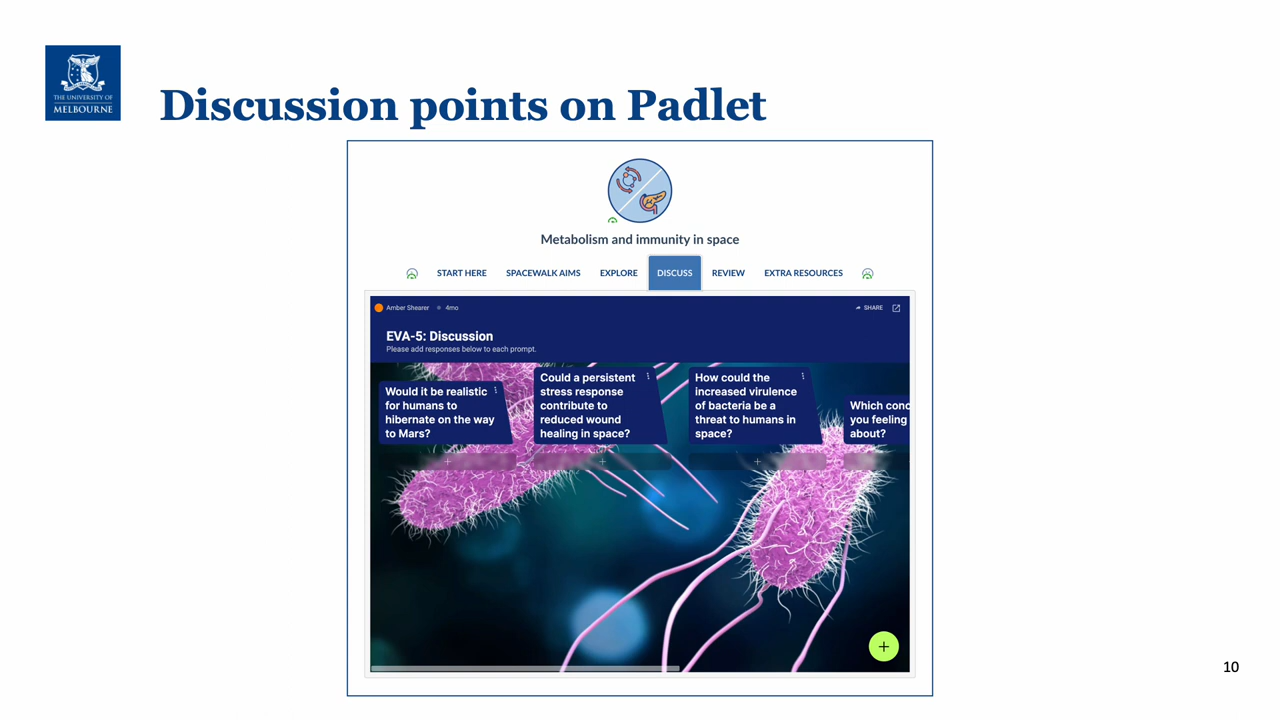 THE UNIVERSITY OF
MELBOURNE
Discussion points on Padlet
Metabolism and immunity in space
START HERE SPACEWALK AIMS EXPLORE DISCUSS REVIEW EXTRA RESOURCES
Amber Shearer 4mo SHARE
EVA-5: Discussion
Please add responses below to each prompt.
Would it be realistic
for humans to
hibernate on the way
to Mars?
Could a persistent
stress response
contribute to
reduced wound
healing in space?
How could the
increased virulence
of bacteria be a
threat to humans in
space?
Which conc
you feeling
about?
10